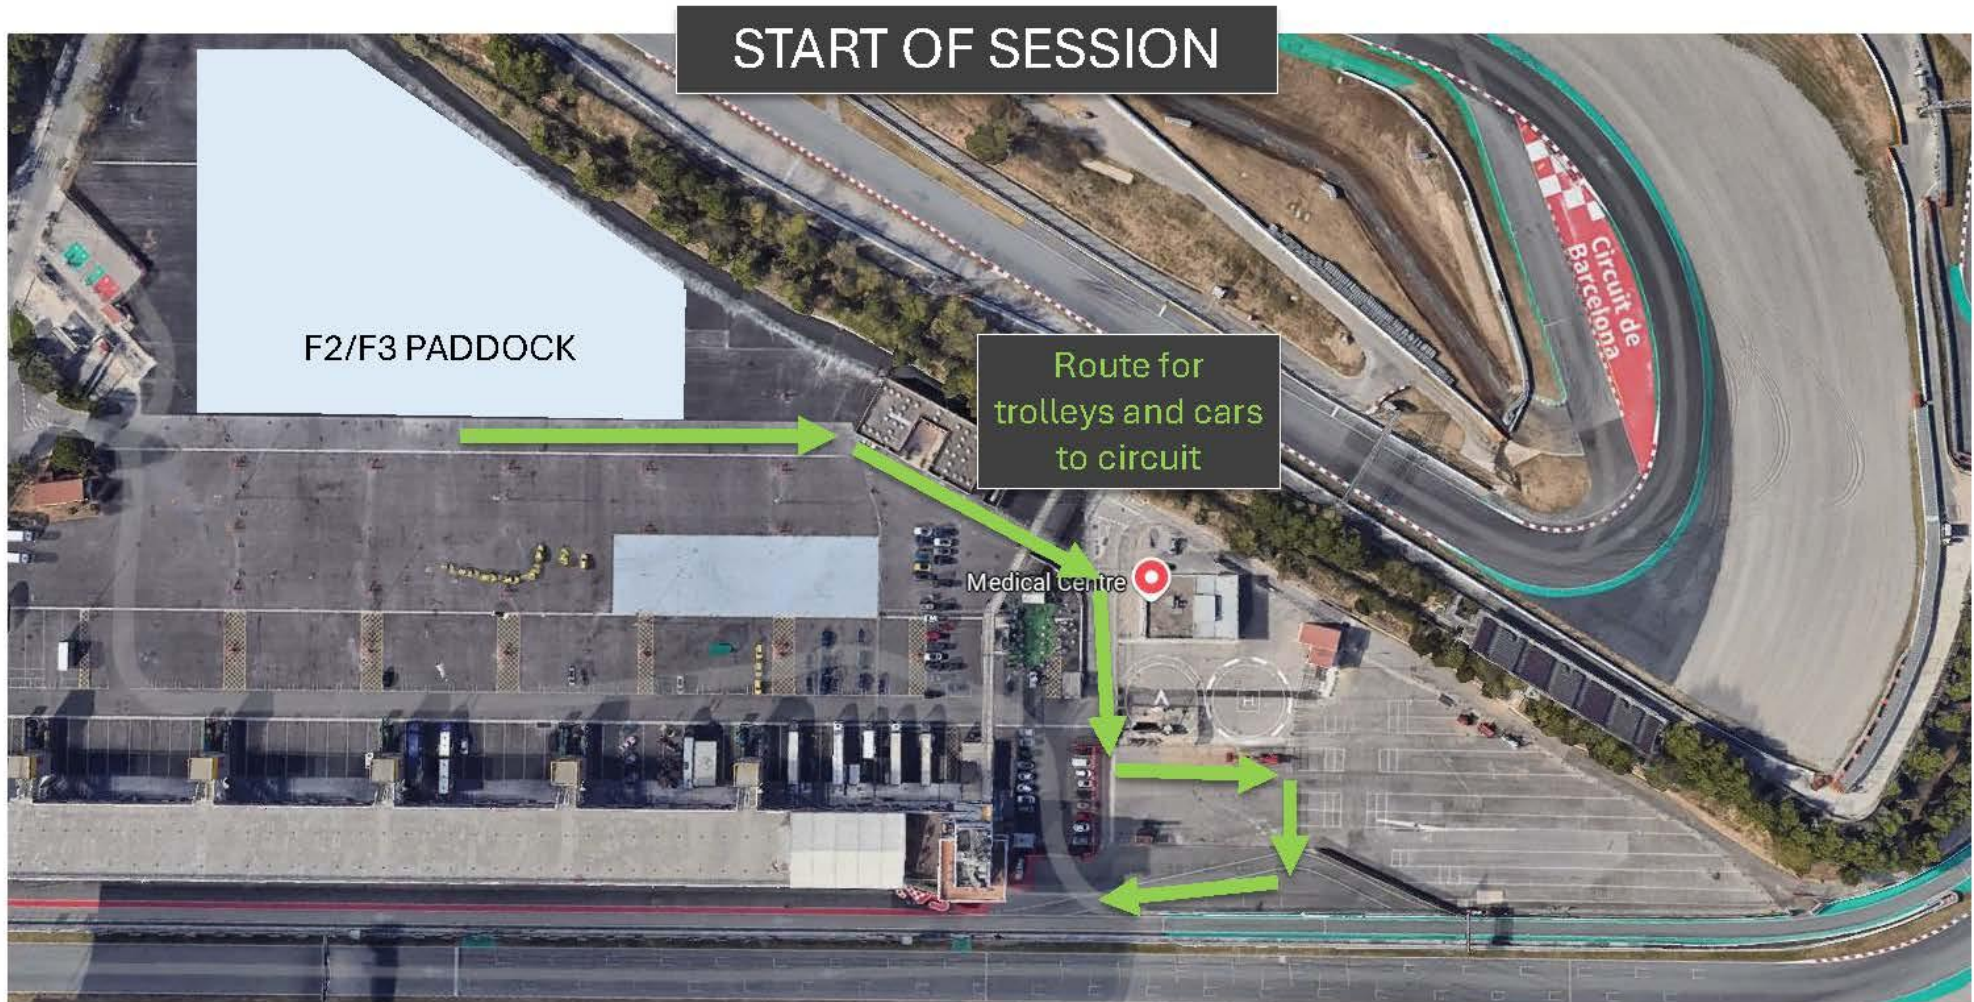 START OF SESSION
Circuit de
Barcelona
F2/F3 PADDOCK
Route for
trolleys and cars
to circuit
Medical Centre
H